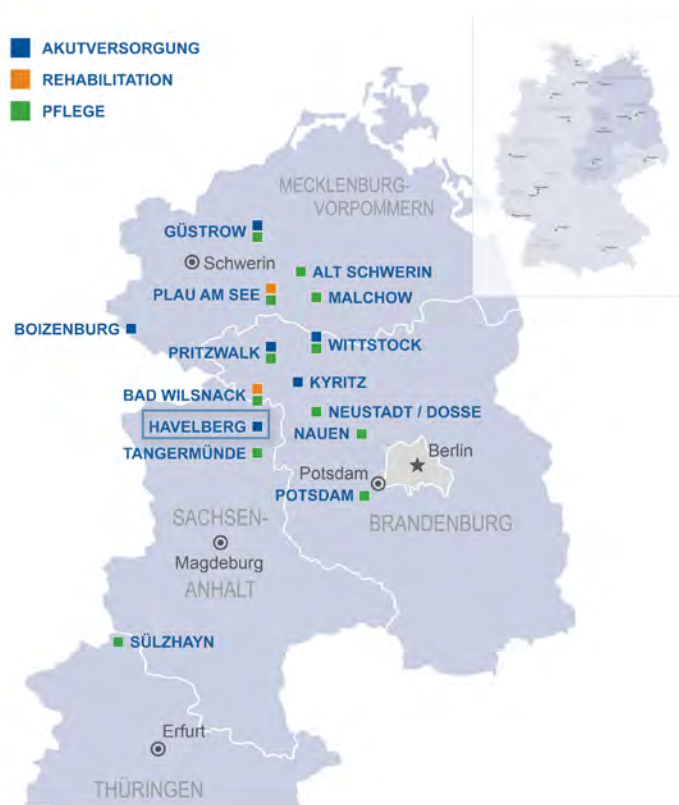 AKUTVERSORGUNG
REHABILITATION
PFLEGE
MECKLENBURG-
VORPOMMERN
GÜSTROW
Schwerin
ALT SCHWERIN
PLAU AM SEE
MALCHOW
BOIZENBURG
WITTSTOCK
PRITZWALK
KYRITZ
BAD WILSNACK
NEUSTADT / DOSSE
HAVELBERG
NAUEN
TANGERMÜNDE
Berlin
Potsdam
POTSDAM
SACHSEN-
BRANDENBURG
Magdeburg
ANHALT
SÜLZHAYN
Erfurt
THÜRINGEN